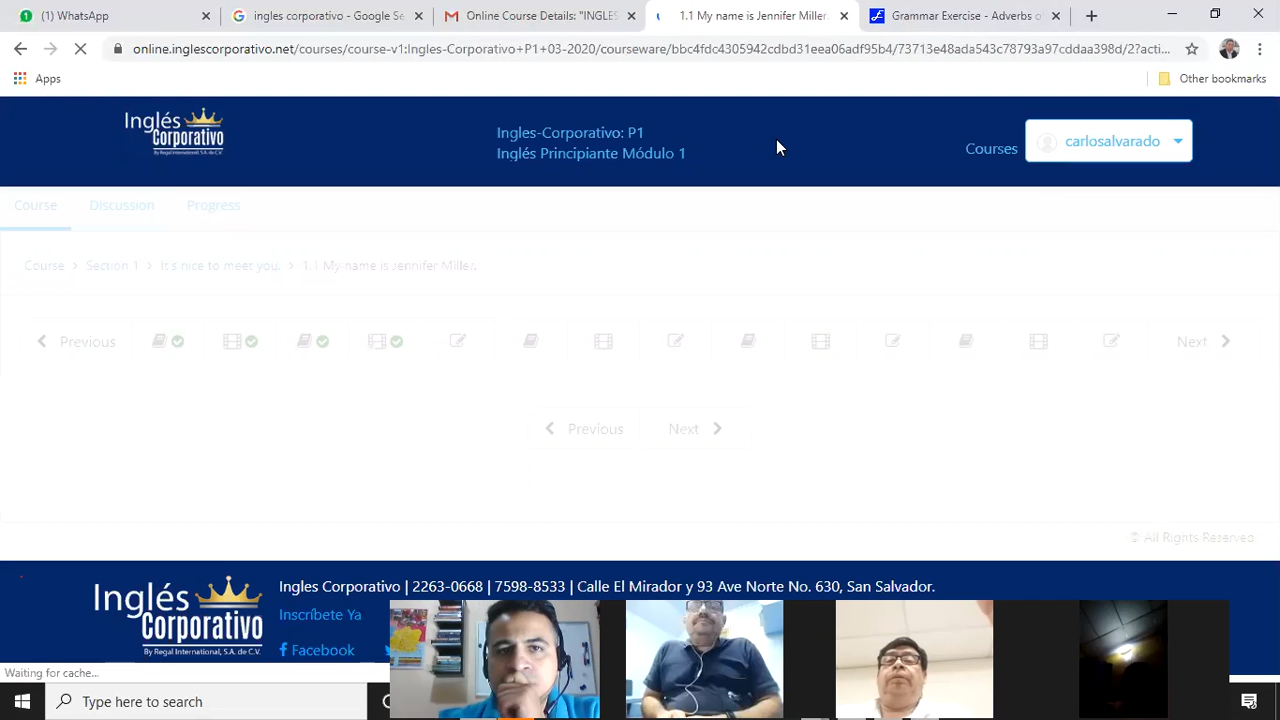 (1) WhatsApp
ingles corporativo - Google Se
Online Course Details: "INGLES
1.1 My name is Jennifer Miller.
Grammar Exercise - Adverbs of
online.inglescorporativo.net/courses/course-v1:Ingles-Corporativo+P1+03-2020/courseware/bbc4fdc4305942cdbd31eea06adf95b4/73713e48ada543c78793a97cddaa398d/2?acti...
Apps
Other bookmarks
Inglés
Corporativo
By Regal International, S.A. de C.V.
Ingles-Corporativo: P1
Inglés Principiante Módulo 1
Courses
carlosalvarado
Course
Discussion
Progress
Course > Section 1 > It's nice to meet you. > 1.1 My name is Jennifer Miller.
Previous
Next
Previous
Next
© All Rights Reserved
Inglés
Corporativo
By Regal International, S.A. de C.V.
Ingles Corporativo | 2263-0668 | 7598-8533 | Calle El Mirador y 93 Ave Norte No. 630, San Salvador.
Inscríbete Ya
Facebook
Waiting for cache...
Type here to search